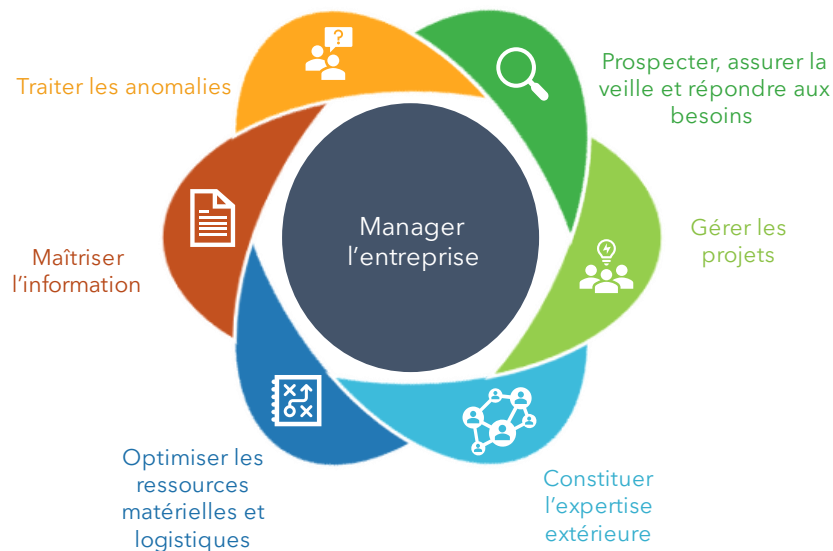 ?
Traiter les anomalies
Prospecter, assurer la
veille et répondre aux
besoins
Manager
l'entreprise
Gérer les
projets
Maîtriser
l'information
Optimiser les
ressources
matérielles et
logistiques
Constituer
l'expertise
extérieure